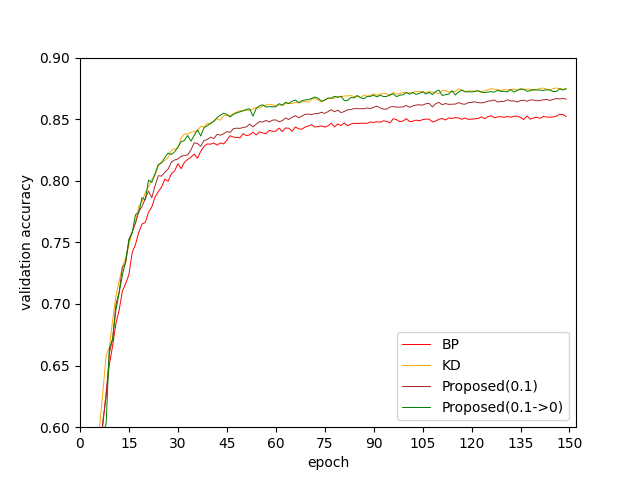 0.90
0.85
0.80
0.75
0.70
0.65
0.60
validation accuracy
0 15 30 45 60 75 90 105 120 135 150
epoch
BP
KD
Proposed(0.1)
Proposed(0.1->0)